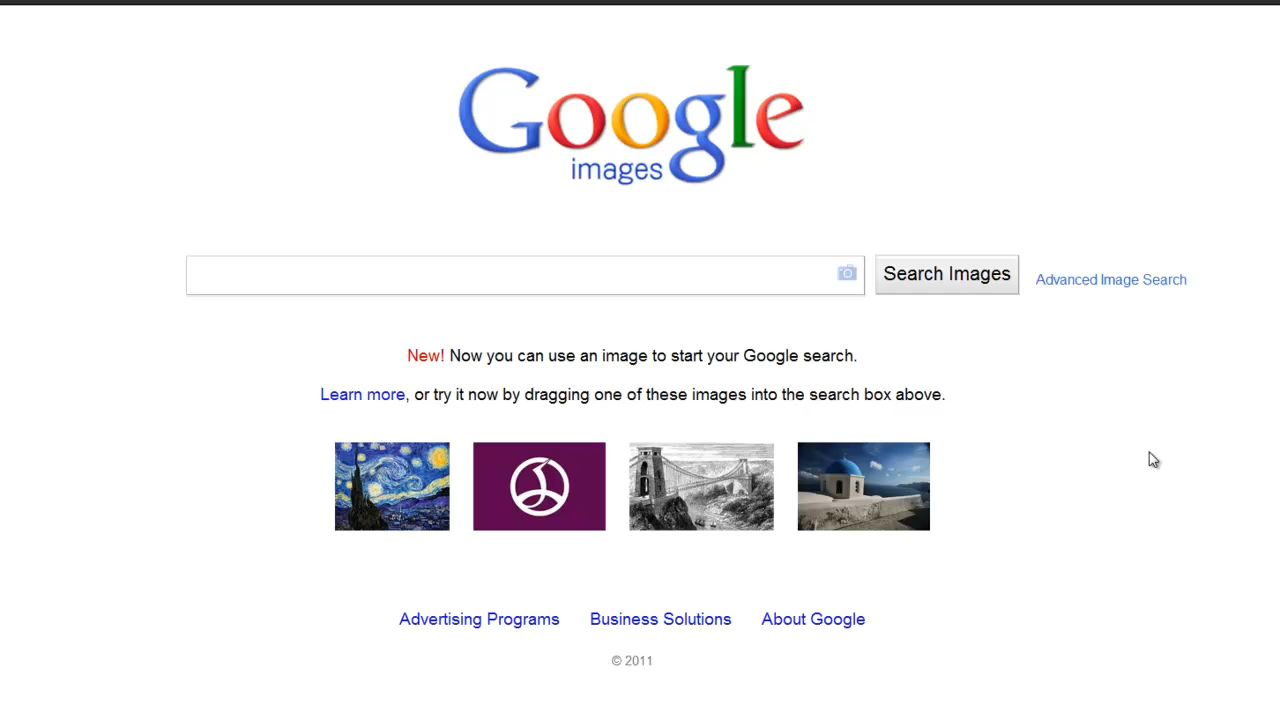 Google
images
Search Images
Advanced Image Search
New! Now you can use an image to start your Google search.
Learn more, or try it now by dragging one of these images into the search box above.
Advertising Programs Business Solutions About Google
© 2011